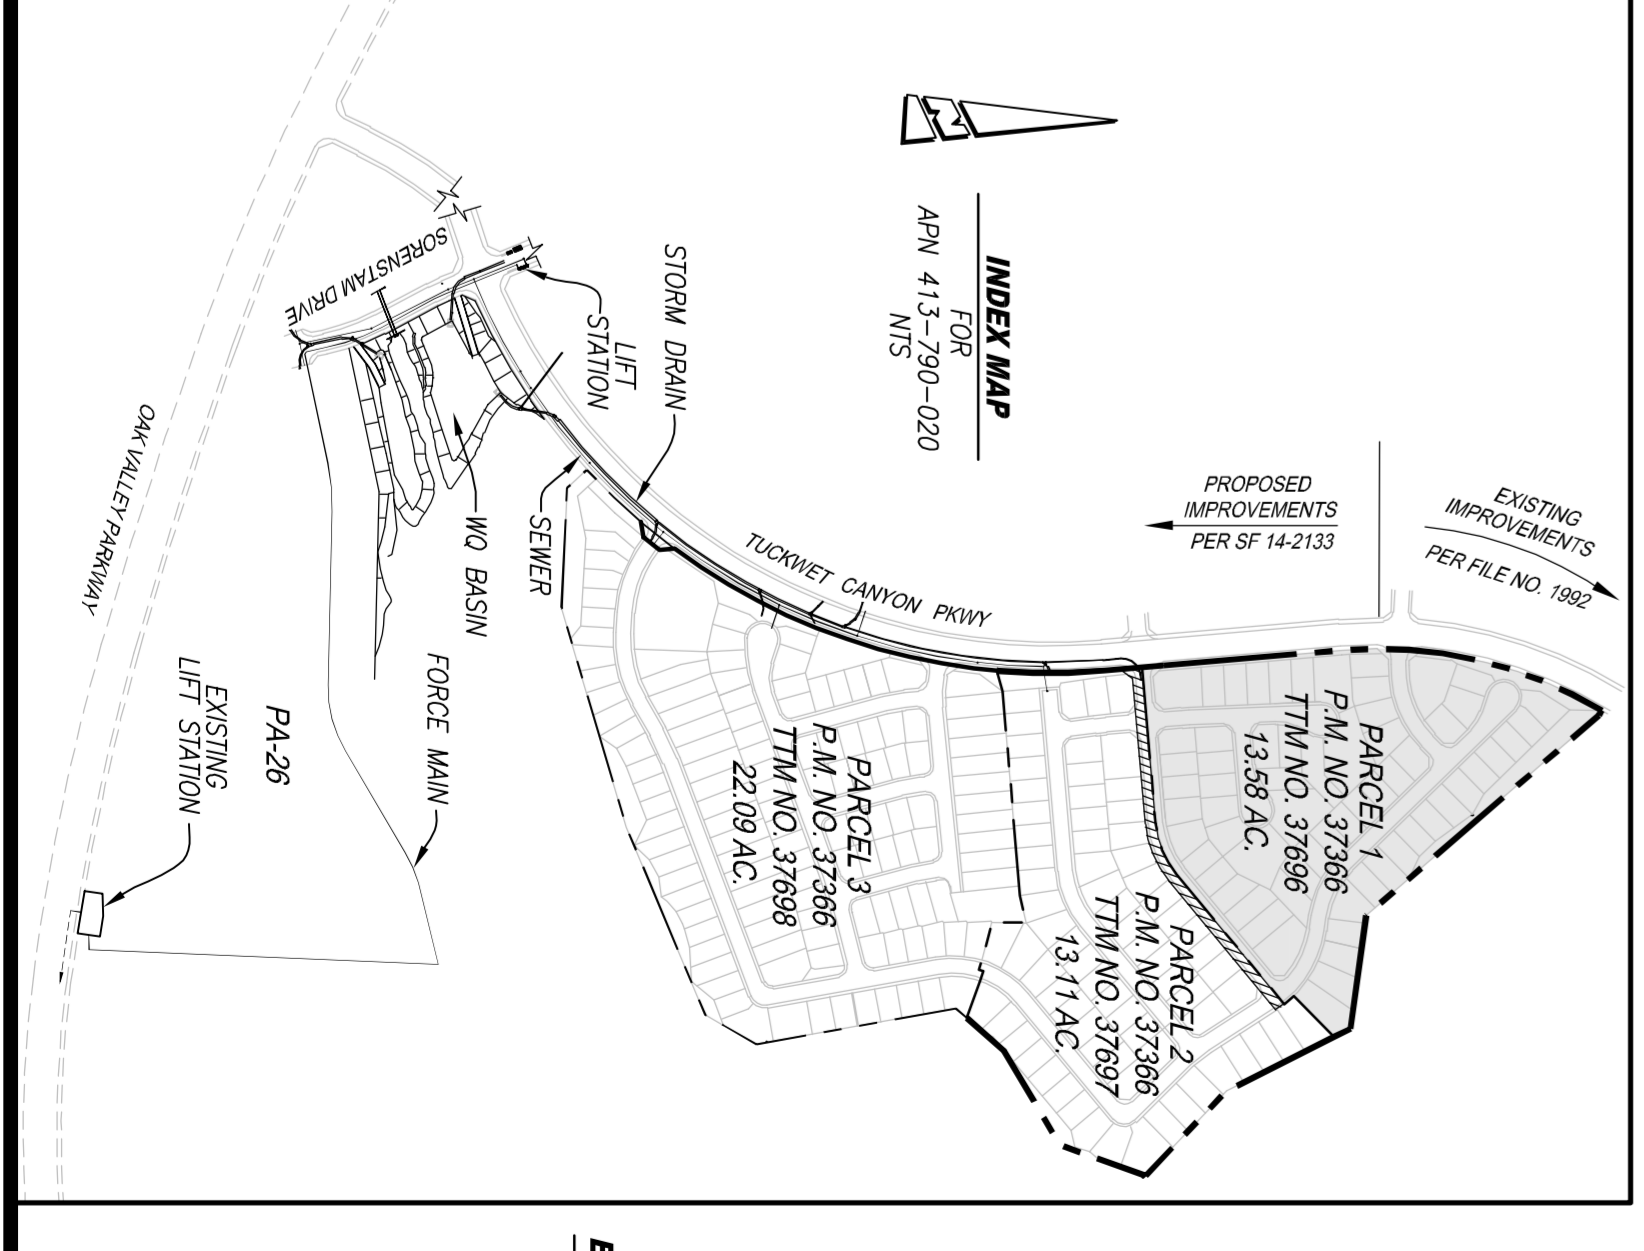 INDEX MAP
FOR
APN 413-790-020
NTS
N
EXISTING
IMPROVEMENTS
PER FILE NO. 1992
PROPOSED
IMPROVEMENTS
PER SF 14-2133
PARCEL 1
P.M. NO. 37366
TTM NO. 37696
13.58 AC.
PARCEL 2
P.M. NO. 37366
TTM NO. 37697
13.11 AC.
PARCEL 3
P.M. NO. 37366
TTM NO. 37698
22.09 AC.
TUCKWET CANYON PKWY
STORM DRAIN
LIFT
STATION
SEWER
WQ BASIN
FORCE MAIN
SORENSTAM DRIVE
OAK VALLEY PARKWAY
PA-26
EXISTING
LIFT STATION